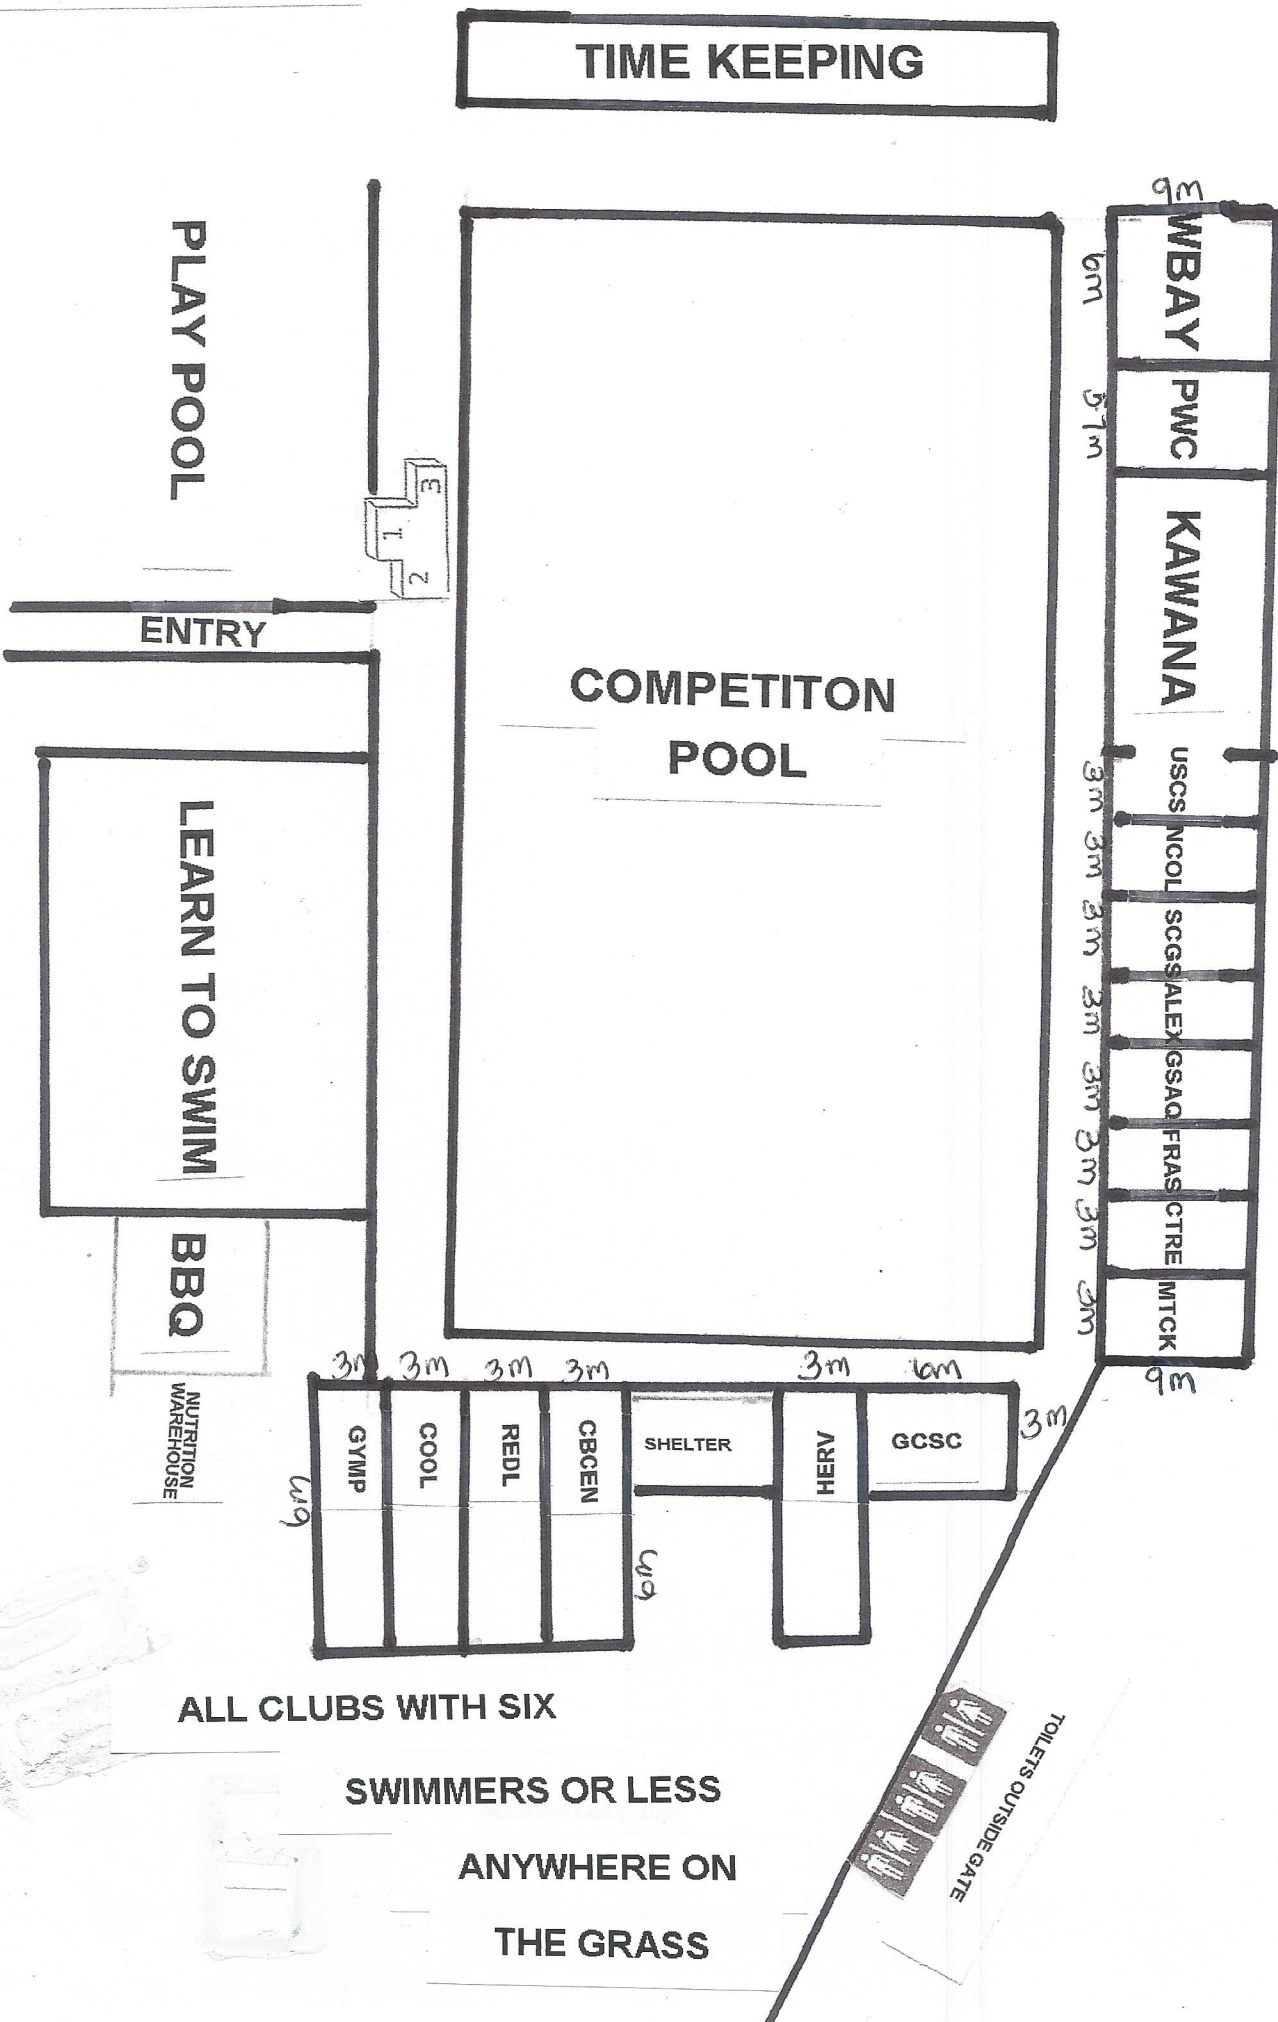 TIME KEEPING
9m
WBAY
6m
PWC
5.7m
KAWANA
PLAY POOL
3
1
2
ENTRY
COMPETITON
POOL
USCS
3m
NCOL
3m
SCGS
3m
ALEX
3m
GSAQ
3m
FRAS
3m
CTRE
3m
MTCK
3m
9m
LEARN TO SWIM
BBQ
NUTRITION
WAREHOUSE
3m
3m
3m
3m
3m
6m
3m
GYMP
COOL
REDL
CBCEN
SHELTER
HERV
GCSC
6m
6m
ALL CLUBS WITH SIX
SWIMMERS OR LESS
ANYWHERE ON
THE GRASS
TOILETS OUTSIDE GATE